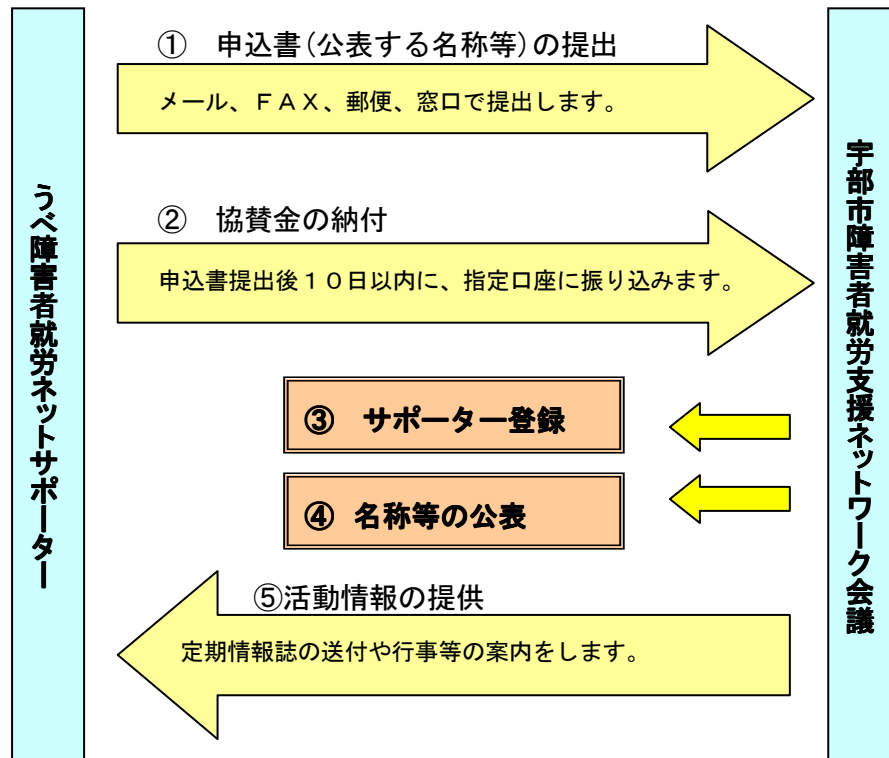 うべ障害者就労ネットサポーター
① 申込書(公表する名称等)の提出
メール、ＦＡＸ、郵便、窓口で提出します。
② 協賛金の納付
申込書提出後１０日以内に、指定口座に振り込みます。
③ サポーター登録
④ 名称等の公表
⑤活動情報の提供
定期情報誌の送付や行事等の案内をします。
宇部市障害者就労支援ネットワーク会議